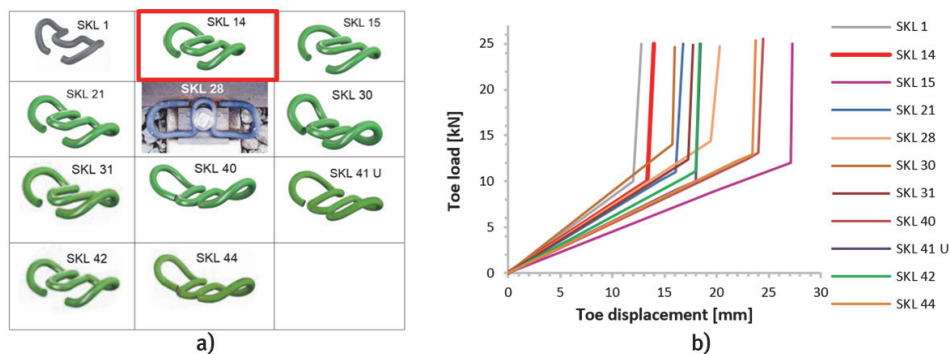 SKL 1
SKL 14
SKL 15
SKL 21
SKL 28
SKL 30
SKL 31
SKL 40
SKL 41 U
SKL 42
SKL 44
a)
Toe load [kN]
25
20
15
10
5
0
0 5 10 15 20 25 30
Toe displacement [mm]
b)
SKL 1
SKL 14
SKL 15
SKL 21
SKL 28
SKL 30
SKL 31
SKL 40
SKL 41 U
SKL 42
SKL 44